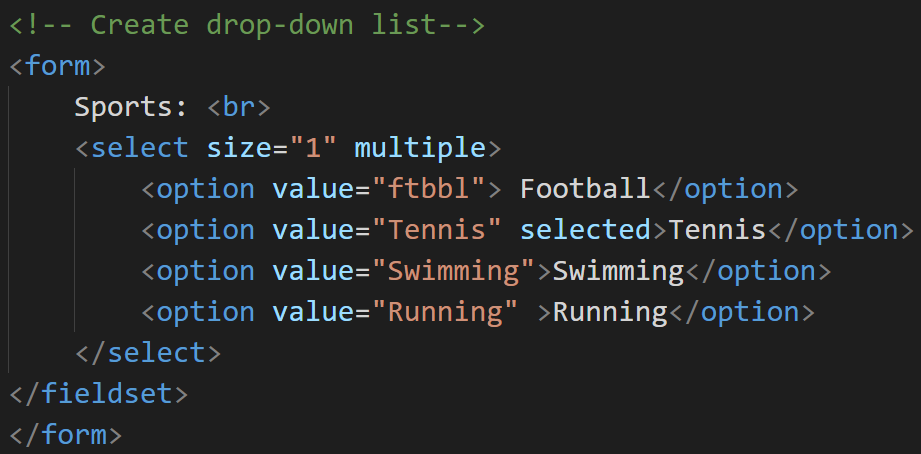 <!-- Create drop-down list-->
<form>
    Sports: <br>
    <select size="1" multiple>
        <option value="ftbbl"> Football</option>
        <option value="Tennis" selected>Tennis</option>
        <option value="Swimming">Swimming</option>
        <option value="Running" >Running</option>
    </select>
</fieldset>
</form>